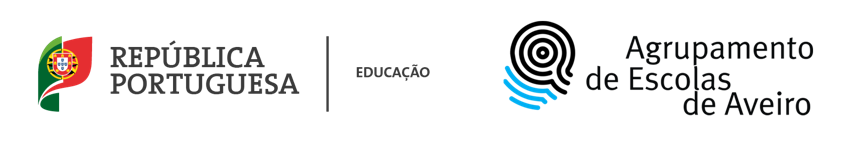 REPÚBLICA
PORTUGUESA
EDUCAÇÃO
Agrupamento
de Escolas
de Aveiro